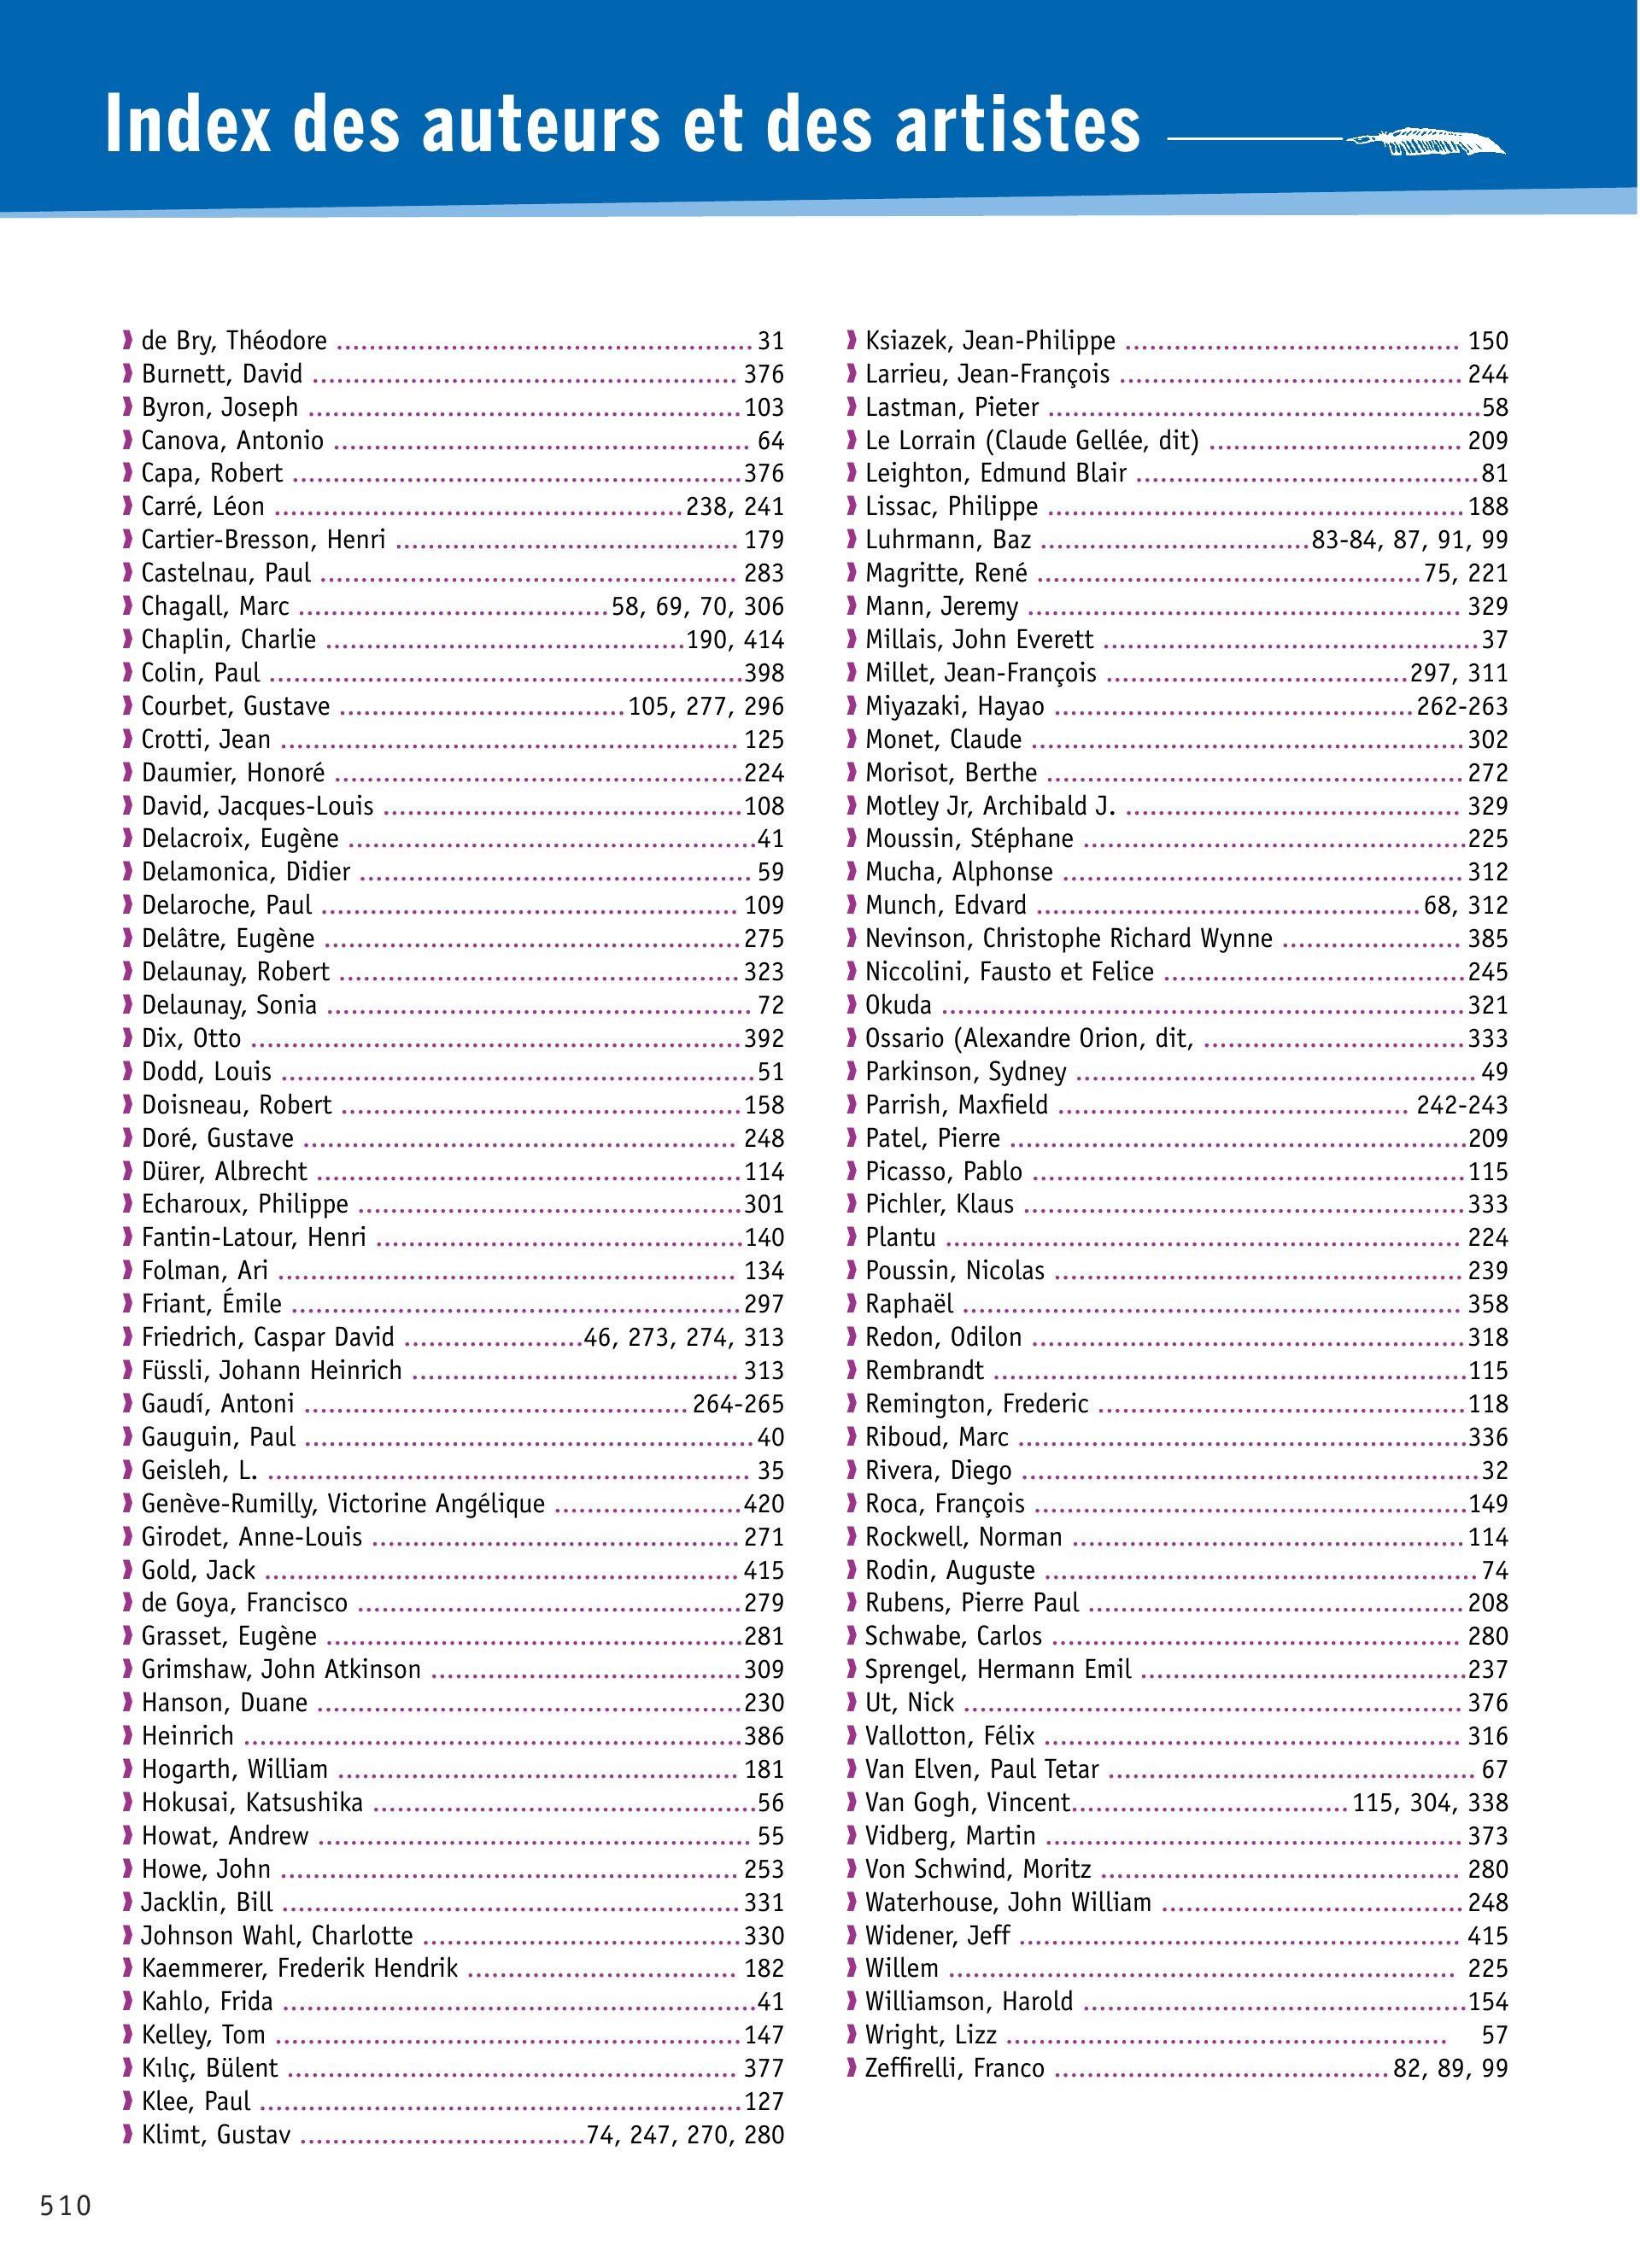 Index des auteurs et des artistes
❱ de Bry, Théodore ........ 31
❱ Burnett, David ........ 376
❱ Byron, Joseph ........ 103
❱ Canova, Antonio ........ 64
❱ Capa, Robert ........ 376
❱ Carré, Léon ........ 238, 241
❱ Cartier-Bresson, Henri ........ 179
❱ Castelnau, Paul ........ 283
❱ Chagall, Marc ........ 58, 69, 70, 306
❱ Chaplin, Charlie ........ 190, 414
❱ Colin, Paul ........ 398
❱ Courbet, Gustave ........ 105, 277, 296
❱ Crotti, Jean ........ 125
❱ Daumier, Honoré ........ 224
❱ David, Jacques-Louis ........ 108
❱ Delacroix, Eugène ........ 41
❱ Delamonica, Didier ........ 59
❱ Delaroche, Paul ........ 109
❱ Delâtre, Eugène ........ 275
❱ Delaunay, Robert ........ 323
❱ Delaunay, Sonia ........ 72
❱ Dix, Otto ........ 392
❱ Dodd, Louis ........ 51
❱ Doisneau, Robert ........ 158
❱ Doré, Gustave ........ 248
❱ Dürer, Albrecht ........ 114
❱ Echaroux, Philippe ........ 301
❱ Fantin-Latour, Henri ........ 140
❱ Folman, Ari ........ 134
❱ Friant, Émile ........ 297
❱ Friedrich, Caspar David ........ 46, 273, 274, 313
❱ Füssli, Johann Heinrich ........ 313
❱ Gaudí, Antoni ........ 264-265
❱ Gauguin, Paul ........ 40
❱ Geisleh, L. ........ 35
❱ Genève-Rumilly, Victorine Angélique ........ 420
❱ Girodet, Anne-Louis ........ 271
❱ Gold, Jack ........ 415
❱ de Goya, Francisco ........ 279
❱ Grasset, Eugène ........ 281
❱ Grimshaw, John Atkinson ........ 309
❱ Hanson, Duane ........ 230
❱ Heinrich ........ 386
❱ Hogarth, William ........ 181
❱ Hokusai, Katsushika ........ 56
❱ Howat, Andrew ........ 55
❱ Howe, John ........ 253
❱ Jacklin, Bill ........ 331
❱ Johnson Wahl, Charlotte ........ 330
❱ Kaemmerer, Frederik Hendrik ........ 182
❱ Kahlo, Frida ........ 41
❱ Kelley, Tom ........ 147
❱ Kılıç, Bülent ........ 377
❱ Klee, Paul ........ 127
❱ Klimt, Gustav ........ 74, 247, 270, 280
❱ Ksiazek, Jean-Philippe ........ 150
❱ Larrieu, Jean-François ........ 244
❱ Lastman, Pieter ........ 58
❱ Le Lorrain (Claude Gellée, dit) ........ 209
❱ Leighton, Edmund Blair ........ 81
❱ Lissac, Philippe ........ 188
❱ Luhrmann, Baz ........ 83-84, 87, 91, 99
❱ Magritte, René ........ 75, 221
❱ Mann, Jeremy ........ 329
❱ Millais, John Everett ........ 37
❱ Millet, Jean-François ........ 297, 311
❱ Miyazaki, Hayao ........ 262-263
❱ Monet, Claude ........ 302
❱ Morisot, Berthe ........ 272
❱ Motley Jr, Archibald J. ........ 329
❱ Moussin, Stéphane ........ 225
❱ Mucha, Alphonse ........ 312
❱ Munch, Edvard ........ 68, 312
❱ Nevinson, Christophe Richard Wynne ........ 385
❱ Niccolini, Fausto et Felice ........ 245
❱ Okuda ........ 321
❱ Ossario (Alexandre Orion, dit, ........ 333
❱ Parkinson, Sydney ........ 49
❱ Parrish, Maxfield ........ 242-243
❱ Patel, Pierre ........ 209
❱ Picasso, Pablo ........ 115
❱ Pichler, Klaus ........ 333
❱ Plantu ........ 224
❱ Poussin, Nicolas ........ 239
❱ Raphaël ........ 358
❱ Redon, Odilon ........ 318
❱ Rembrandt ........ 115
❱ Remington, Frederic ........ 118
❱ Riboud, Marc ........ 336
❱ Rivera, Diego ........ 32
❱ Roca, François ........ 149
❱ Rockwell, Norman ........ 114
❱ Rodin, Auguste ........ 74
❱ Rubens, Pierre Paul ........ 208
❱ Schwabe, Carlos ........ 280
❱ Sprengel, Hermann Emil ........ 237
❱ Ut, Nick ........ 376
❱ Vallotton, Félix ........ 316
❱ Van Elven, Paul Tetar ........ 67
❱ Van Gogh, Vincent........ 115, 304, 338
❱ Vidberg, Martin ........ 373
❱ Von Schwind, Moritz ........ 280
❱ Waterhouse, John William ........ 248
❱ Widener, Jeff ........ 415
❱ Willem ........ 225
❱ Williamson, Harold ........ 154
❱ Wright, Lizz ........ 57
❱ Zeffirelli, Franco ........ 82, 89, 99
510